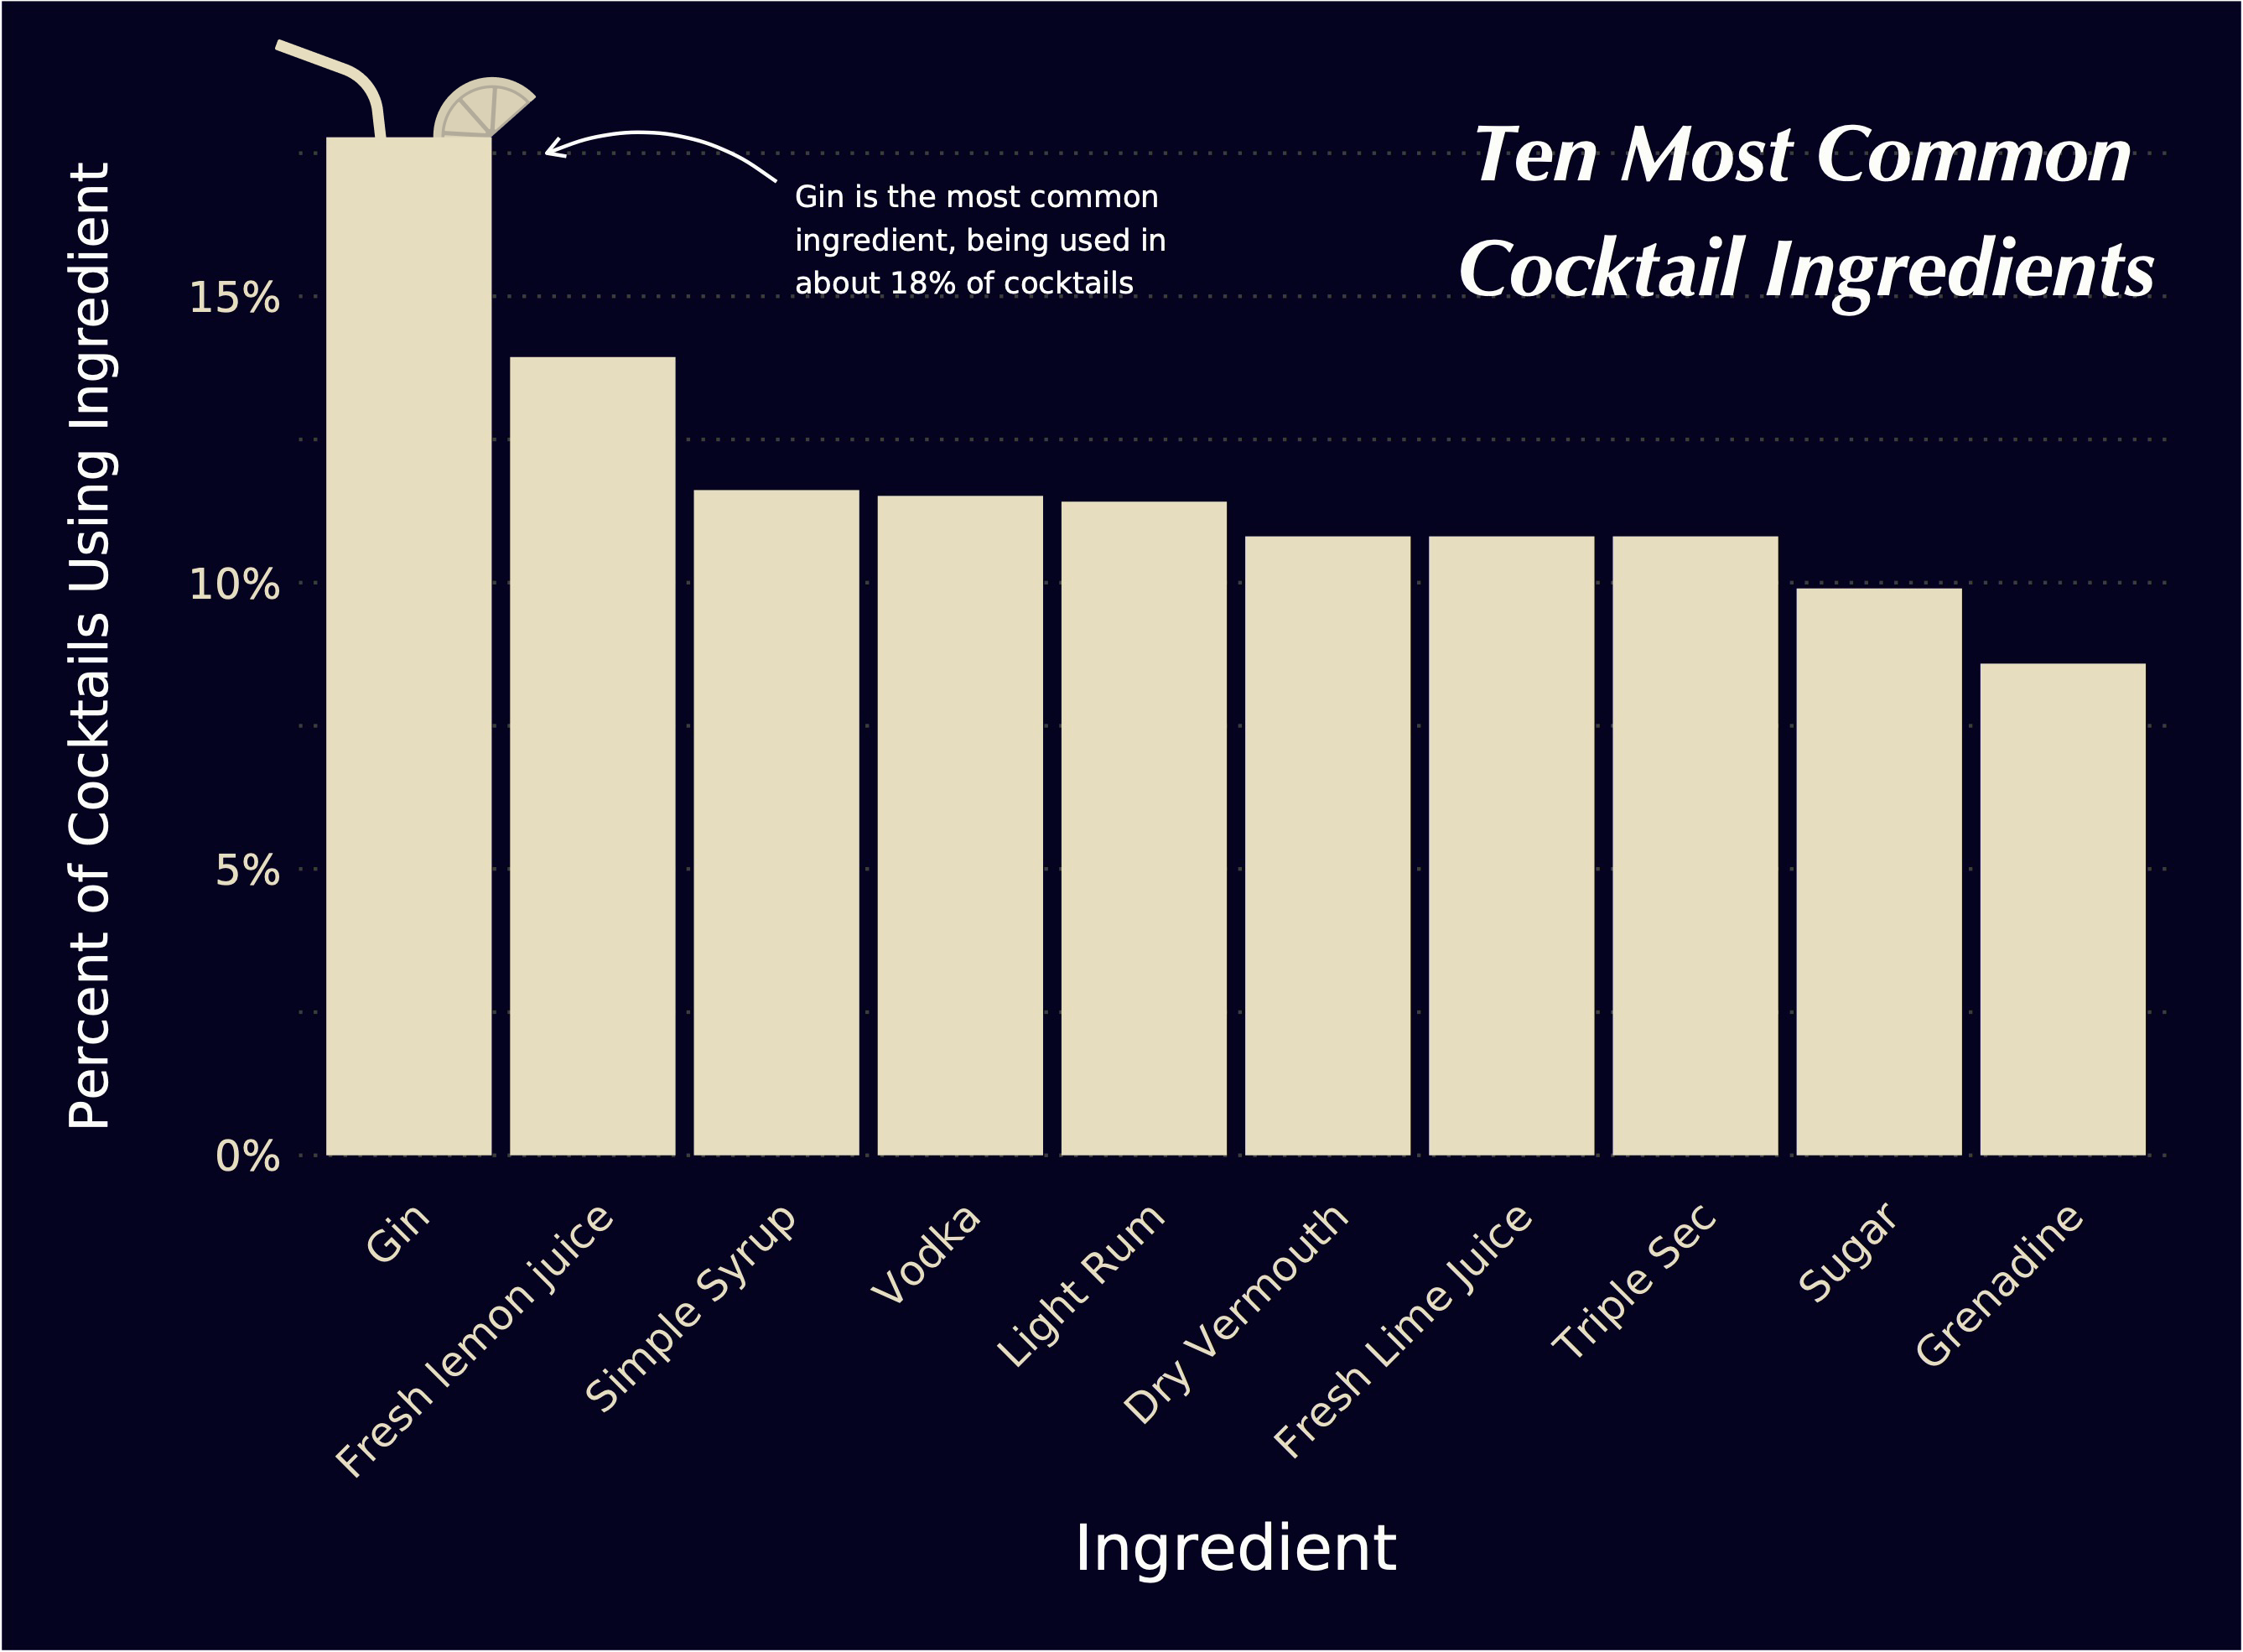 Ten Most Common
Cocktail Ingredients
Gin is the most common
ingredient, being used in
about 18% of cocktails
Percent of Cocktails Using Ingredient
15%
10%
5%
0%
Gin
Fresh lemon juice
Simple Syrup
Vodka
Light Rum
Dry Vermouth
Fresh Lime Juice
Triple Sec
Sugar
Grenadine
Ingredient